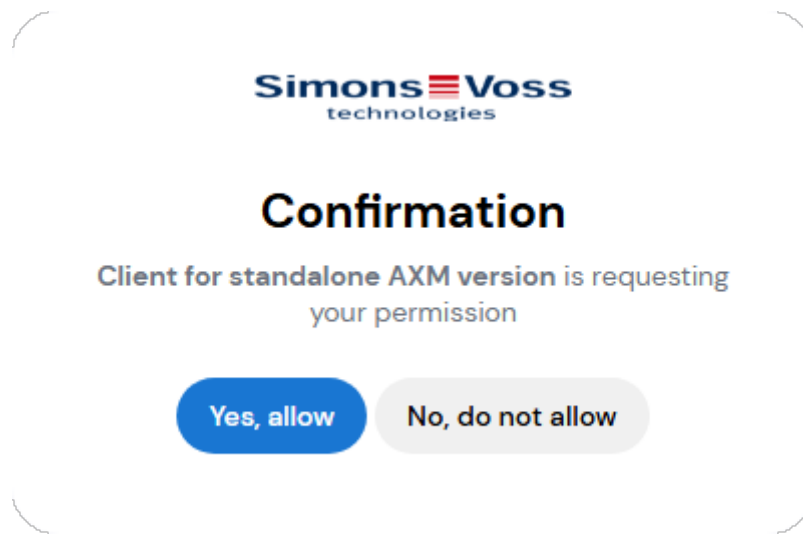 Simons Voss
technologies
Confirmation
Client for standalone AXM version is requesting
your permission
Yes, allow
No, do not allow